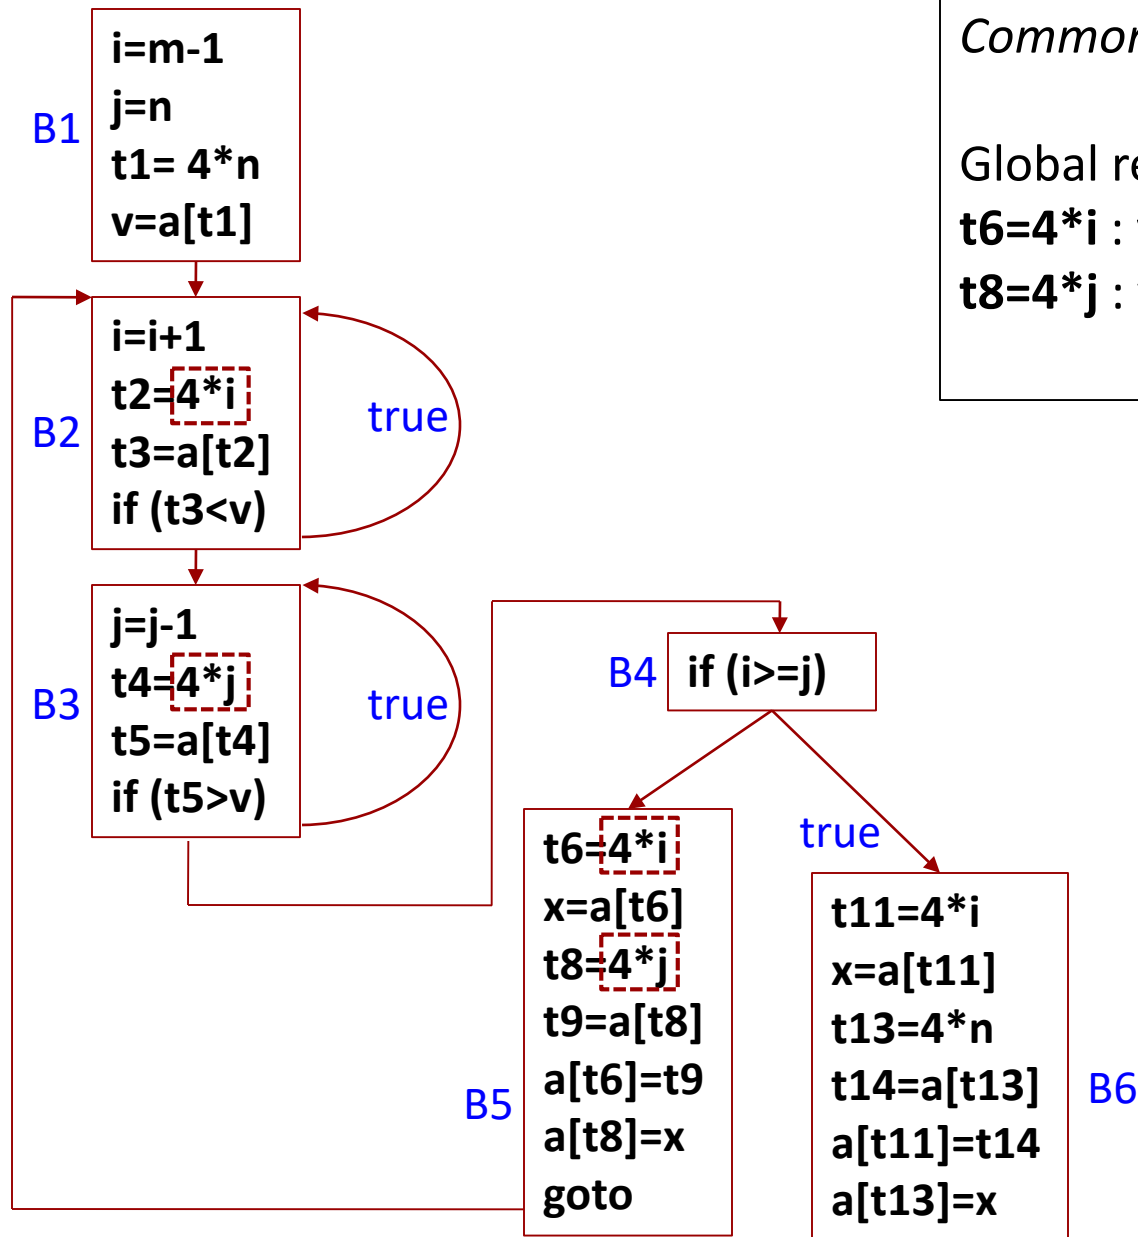 B1
i=m-1
j=n
t1= 4*n
v=a[t1]
Global
t6=4*i :
t8=4*j :
B2
i=i+1
t2=4*i
t3=a[t2]
if (t3<v)
true
B3
j=j-1
t4=4*j
t5=a[t4]
if (t5>v)
true
B4
if (i>=j)
true
B5
t6=4*i
x=a[t6]
t8=4*j
t9=a[t8]
a[t6]=t9
a[t8]=x
goto
B6
t11=4*i
x=a[t11]
t13=4*n
t14=a[t13]
a[t11]=t14
a[t13]=x